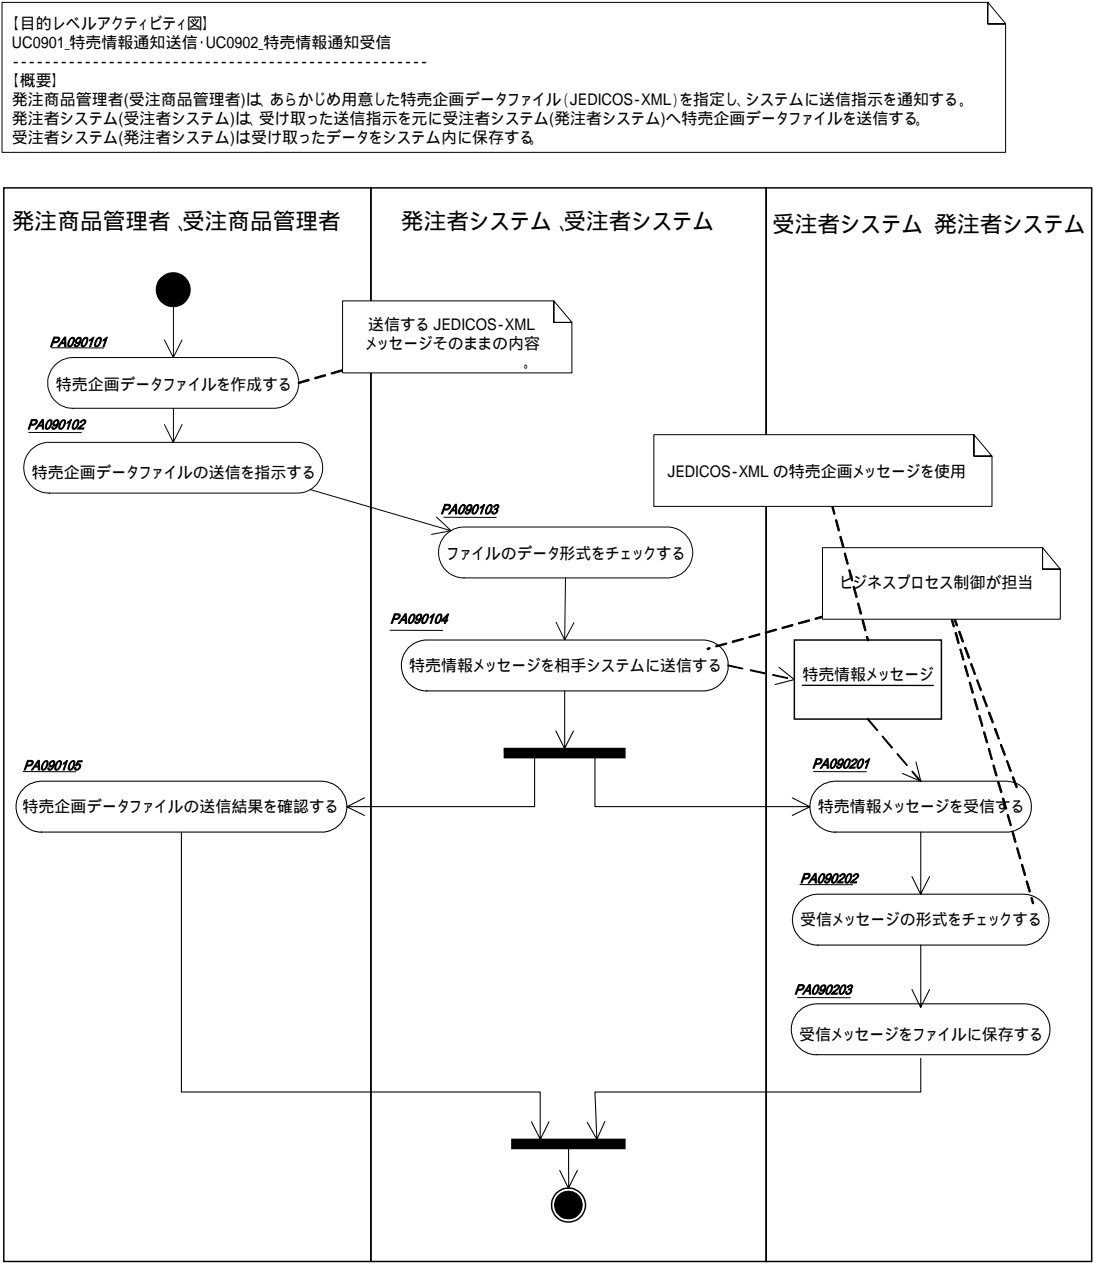 【目的レベルアクティビティ図】
UC0901_特売情報通知送信・UC0902_特売情報通知受信
----------------------------------------------------
【概要】
発注商品管理者(受注商品管理者)は、あらかじめ用意した特売企画データファイル(JEDICOS-XML)を指定し、システムに送信指示を通知する。
発注者システム(受注者システム)は、受け取った送信指示を元に受注者システム(発注者システム)へ特売企画データファイルを送信する。
受注者システム(発注者システム)は受け取ったデータをシステム内に保存する。
発注商品管理者、受注商品管理者
発注者システム、受注者システム
受注者システム 発注者システム
送信する JEDICOS-XML
メッセージそのままの内容
。
PA090101
特売企画データファイルを作成する
PA090102
特売企画データファイルの送信を指示する
JEDICOS-XML の特売企画メッセージを使用
PA090103
ファイルのデータ形式をチェックする
ビジネスプロセス制御が担当
PA090104
特売情報メッセージを相手システムに送信する
特売情報メッセージ
PA090105
特売企画データファイルの送信結果を確認する
PA090201
特売情報メッセージを受信する
PA090202
受信メッセージの形式をチェックする
PA090203
受信メッセージをファイルに保存する